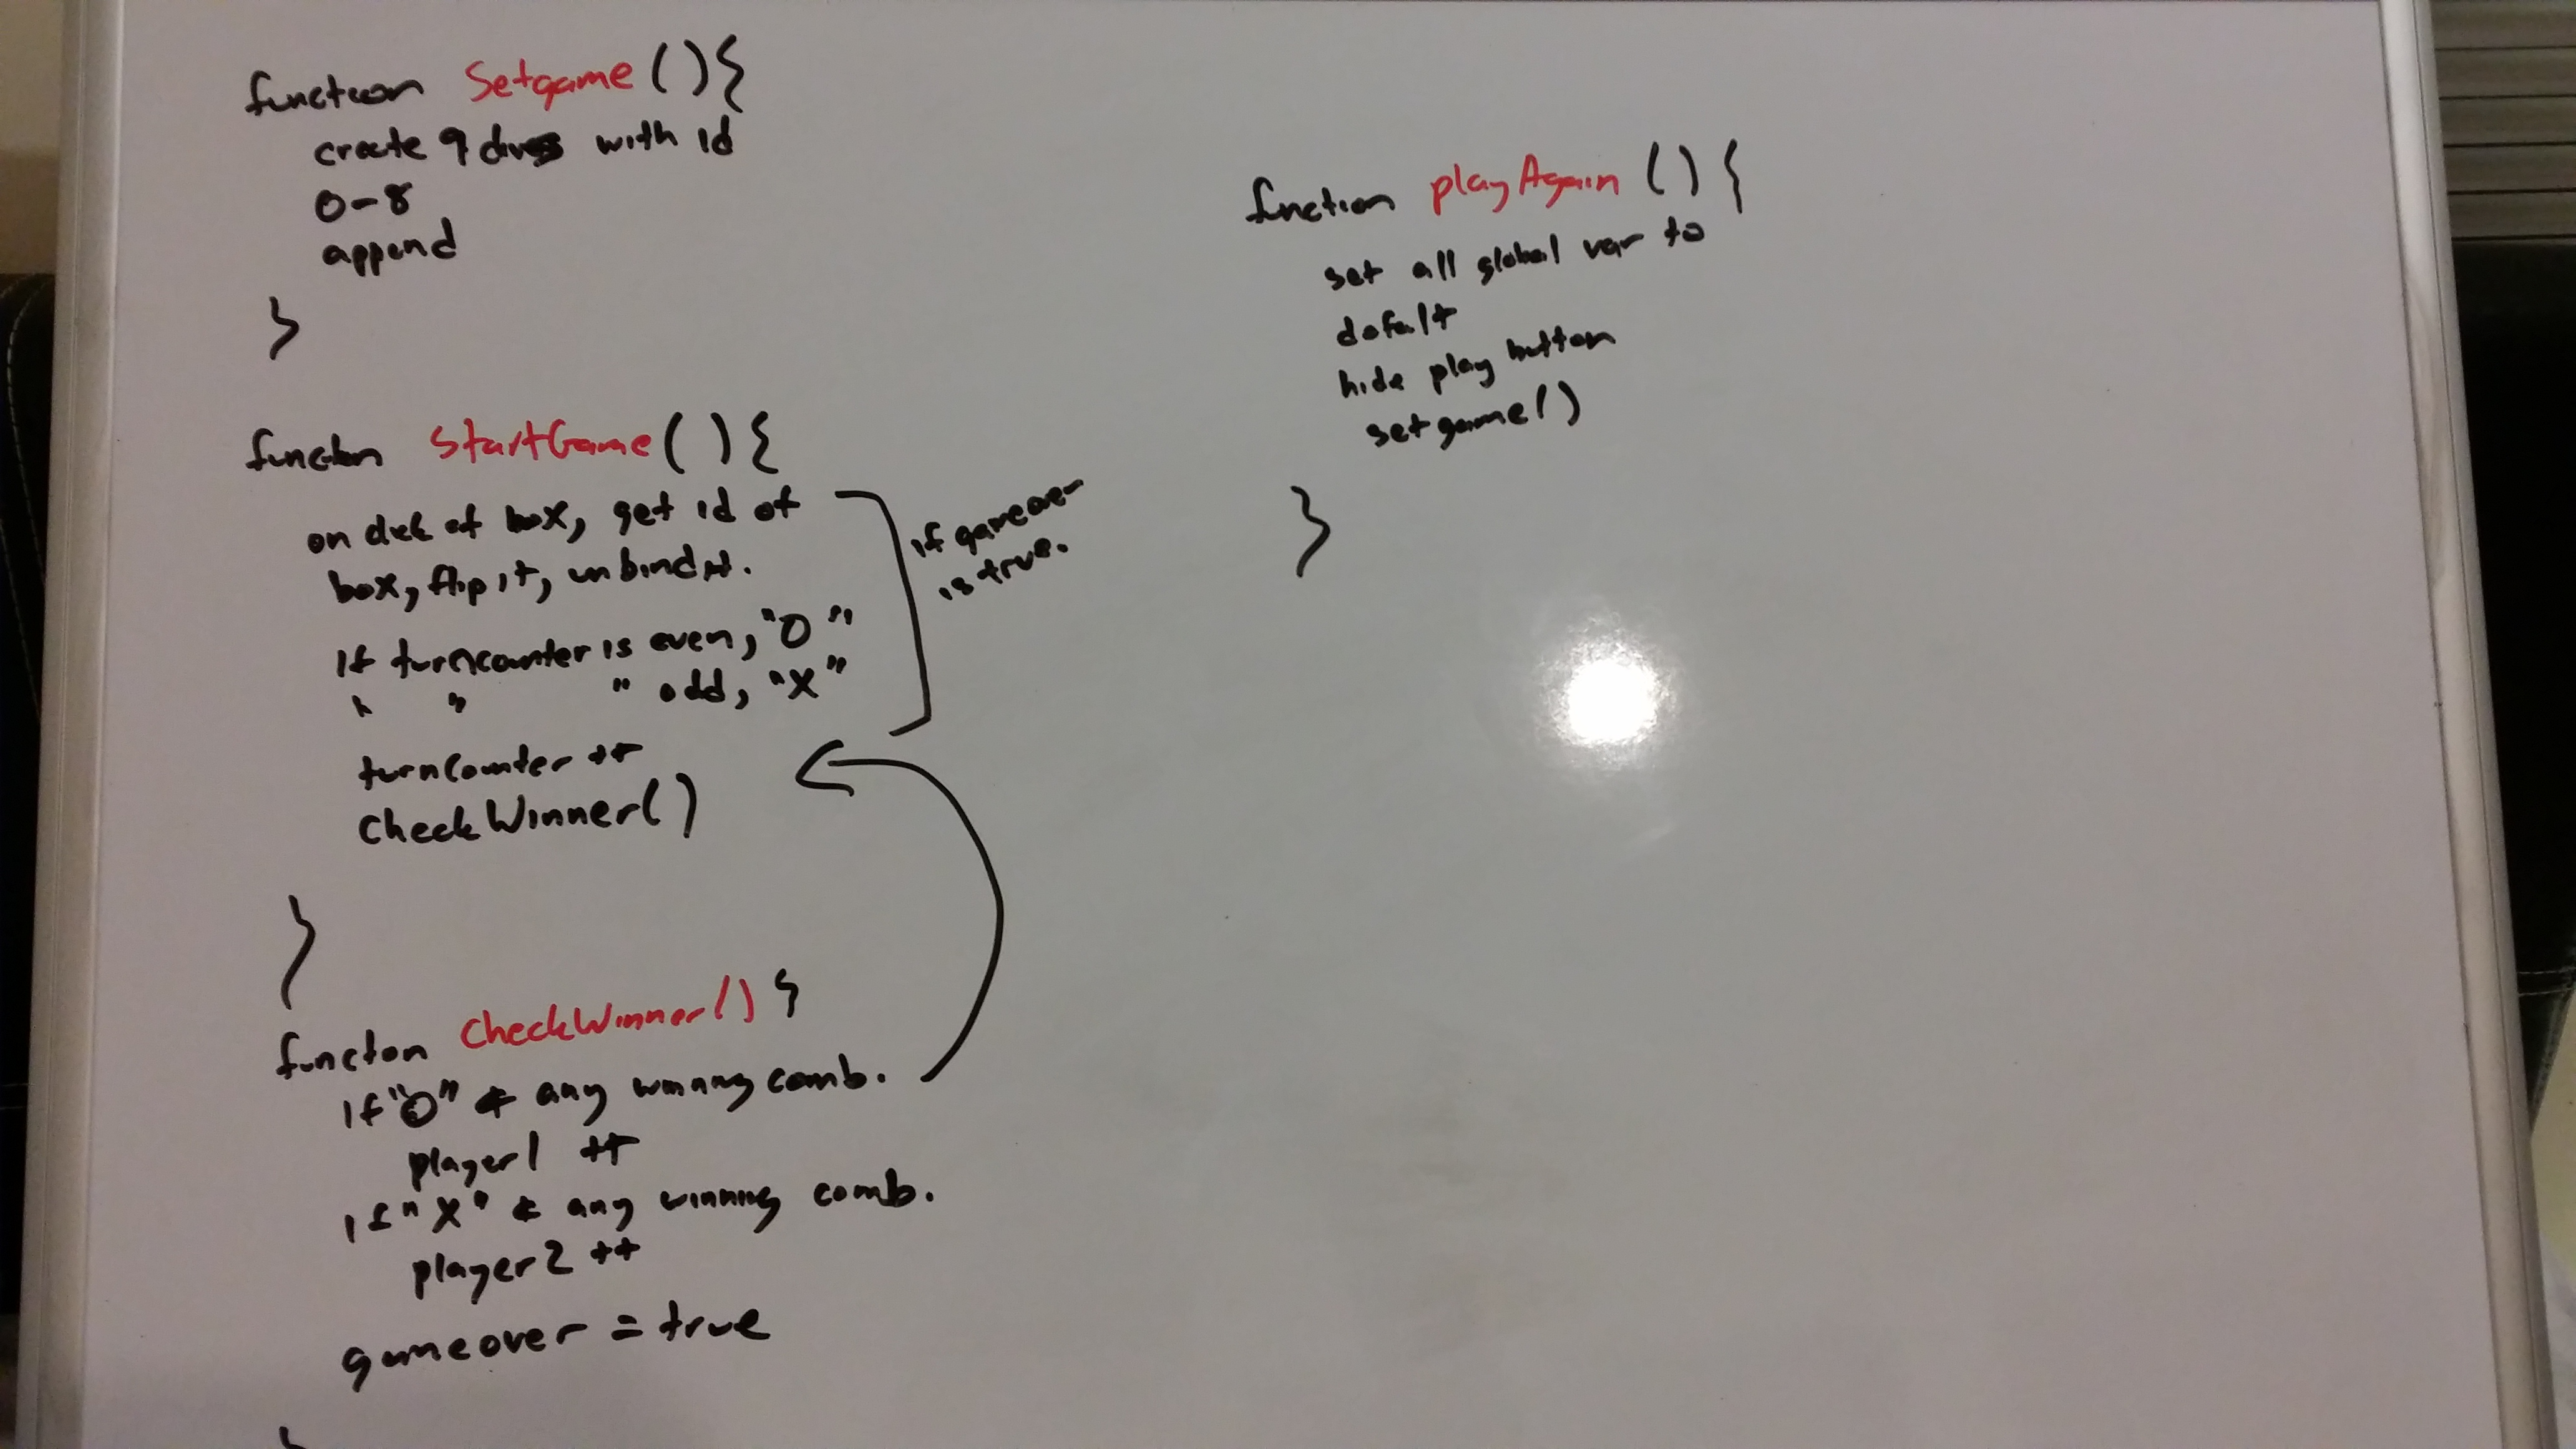 function Setgame(){
create 9 divs with id
0-8
append
}
function StartGame(){
on click of box, get id of
box, flip it, unbind it.
if gameover
is true.
If turncounter is even, "O"
" " " odd, "X"
turnCounter ++
CheckWinner()
}
function CheckWinner(){
If "O" & any winning comb.
player1 ++
If "X" & any winning comb.
player2 ++
gameover = true
}
function playAgain(){
set all global var to
defalt
hide play button
setgame()
}